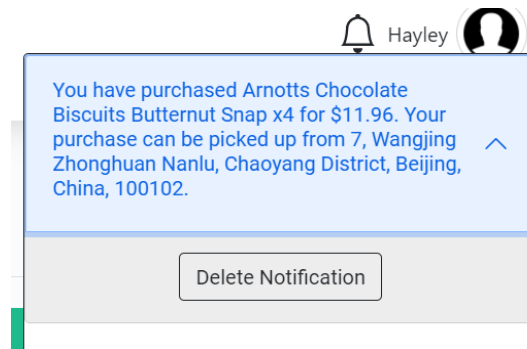 Hayley
You have purchased Arnotts Chocolate
Biscuits Butternut Snap x4 for $11.96. Your
purchase can be picked up from 7, Wangjing
Zhonghuan Nanlu, Chaoyang District, Beijing,
China, 100102.
Delete Notification